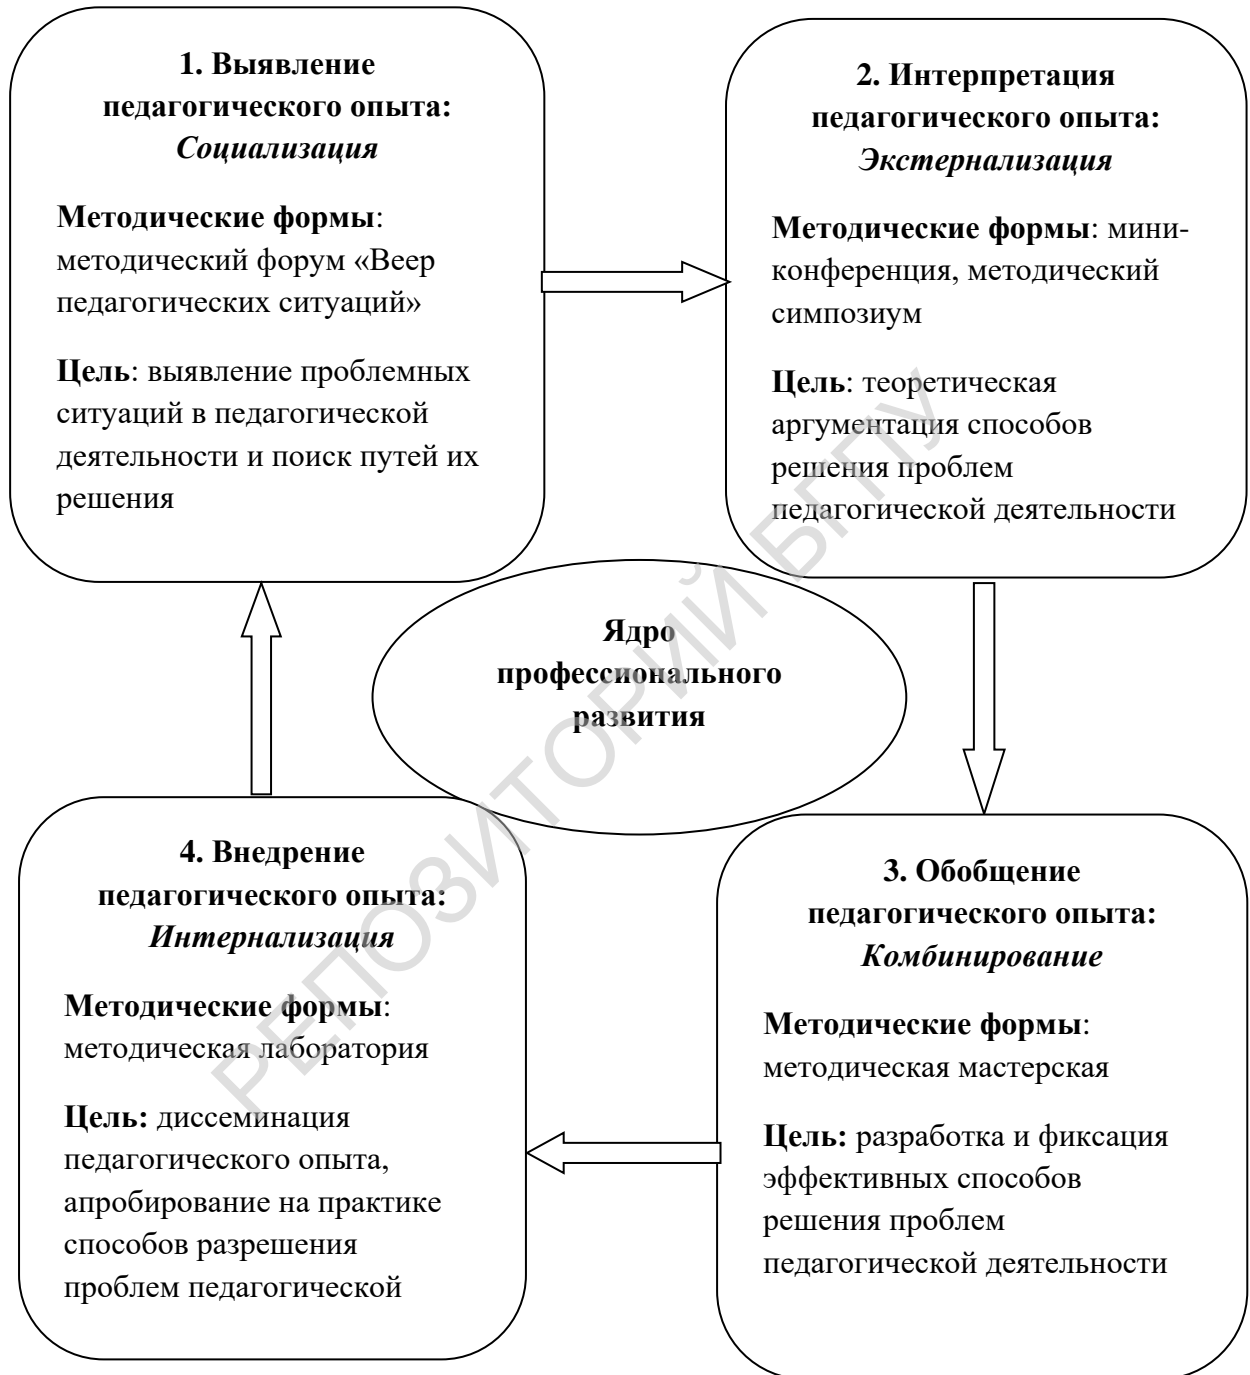 1. Выявление
педагогического опыта:
Социализация
Методические формы:
методический форум «Веер
педагогических ситуаций»
Цель: выявление проблемных
ситуаций в педагогической
деятельности и поиск путей их
решения
2. Интерпретация
педагогического опыта:
Экстернализация
Методические формы: мини-
конференция, методический
симпозиум
Цель: теоретическая
аргументация способов
решения проблем
педагогической деятельности
Ядро
профессионального
развития
4. Внедрение
педагогического опыта:
Интернализация
Методические формы:
методическая лаборатория
Цель: диссеминация
педагогического опыта,
апробирование на практике
способов разрешения
проблем педагогической
3. Обобщение
педагогического опыта:
Комбинирование
Методические формы:
методическая мастерская
Цель: разработка и фиксация
эффективных способов
решения проблем
педагогической деятельности
РЕПОЗИТОРИЙ БГПУ